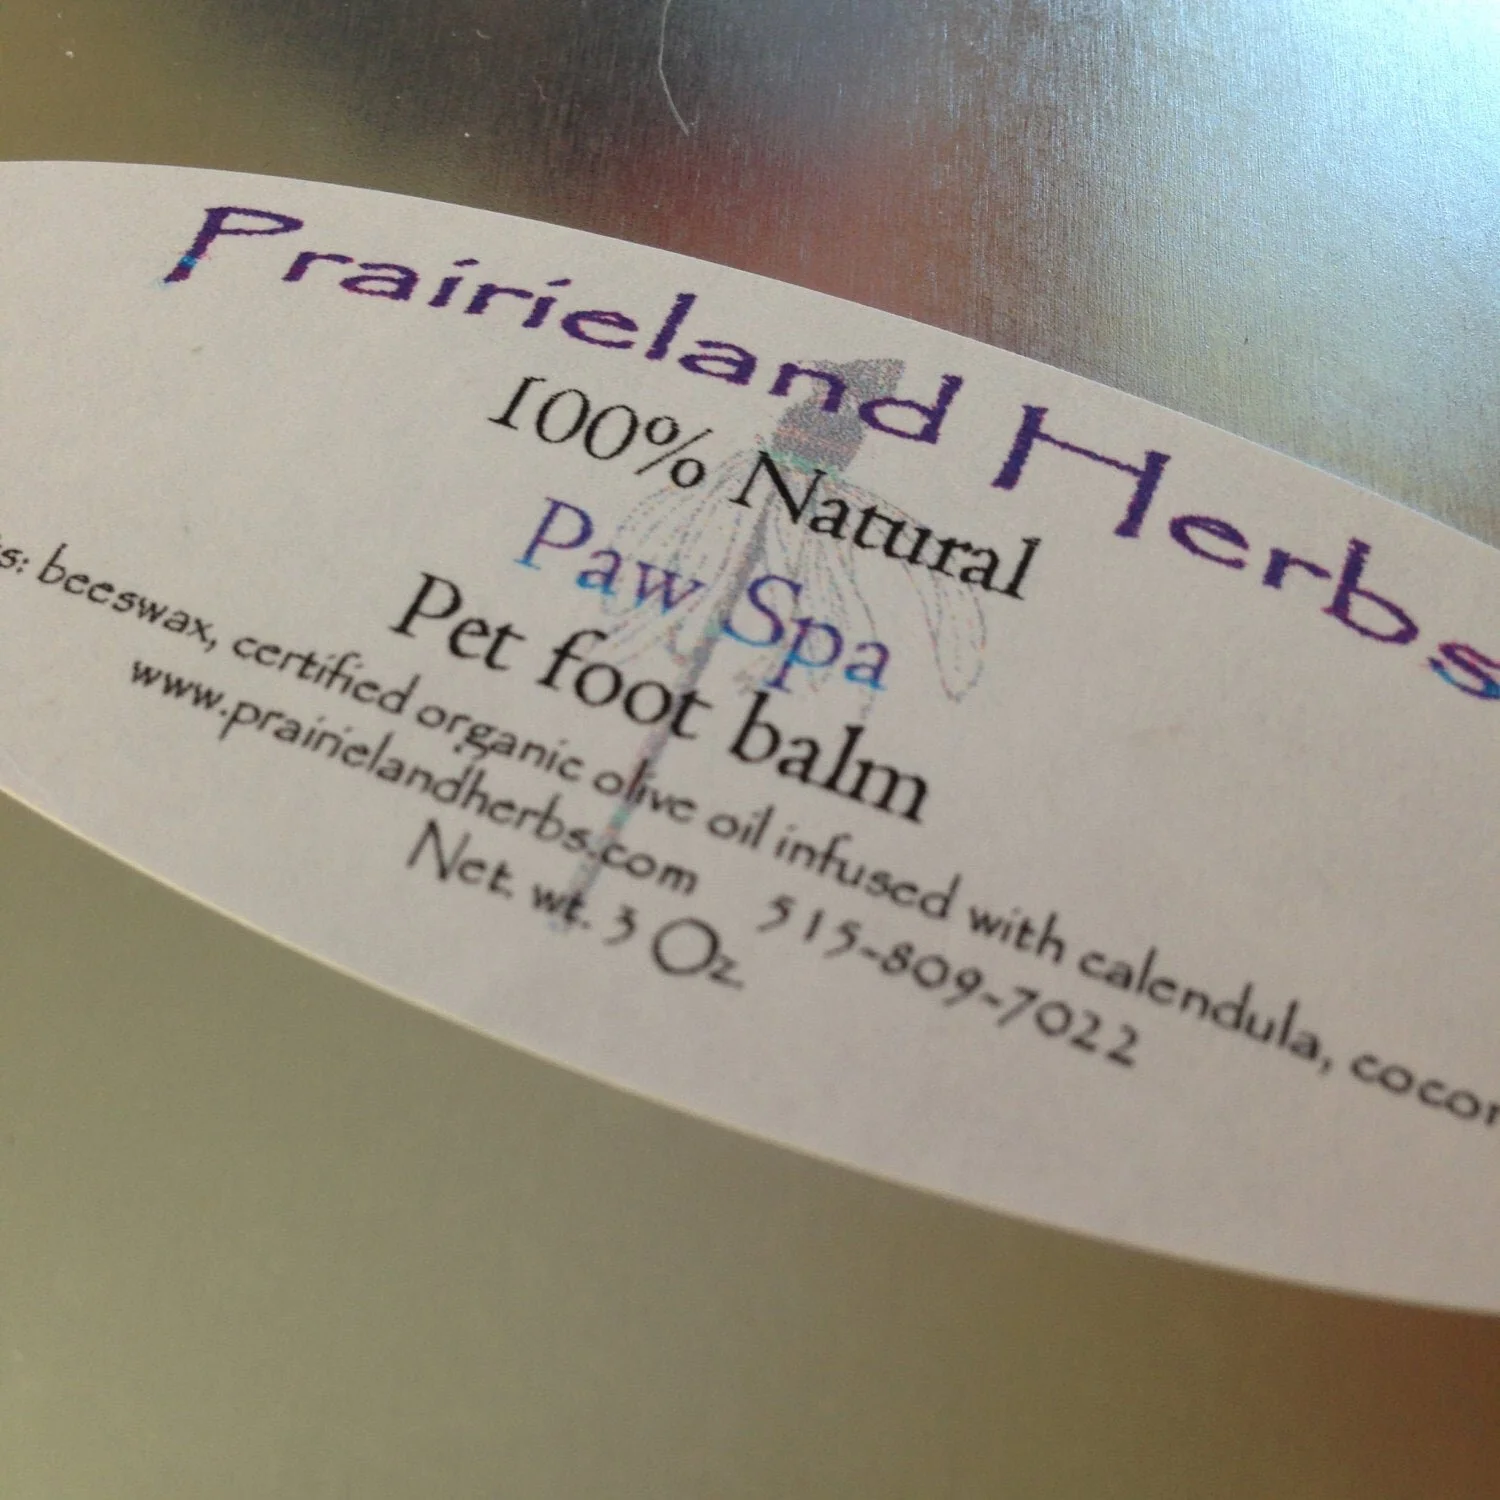 Prairieland Herbs
100% Natural
Paw Spa
Pet foot balm
beeswax, certified organic olive oil infused with calendula,
www.prairielandherbs.com 515-809-7022
Net. wt. 3 Oz.